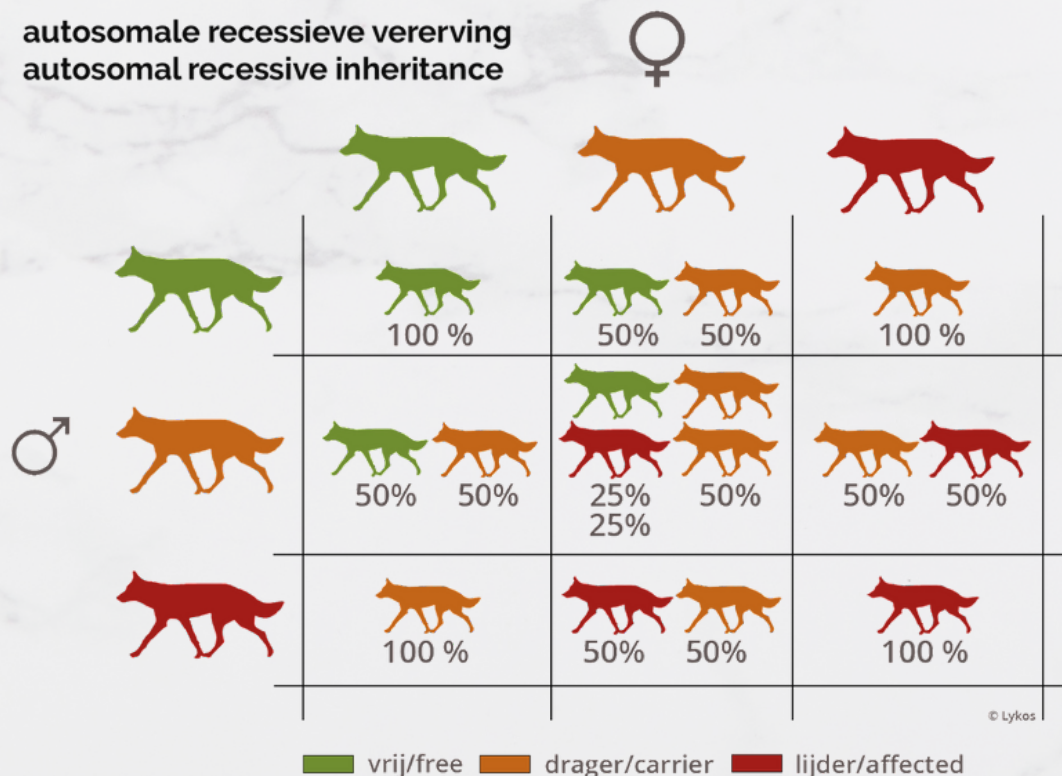 autosomale recessieve vererving
autosomal recessive inheritance
100 %
50% 50%
100 %
50% 50%
25% 50%
25%
50% 50%
100 %
50% 50%
100 %
© Lykos
vrij/free drager/carrier lijder/affected